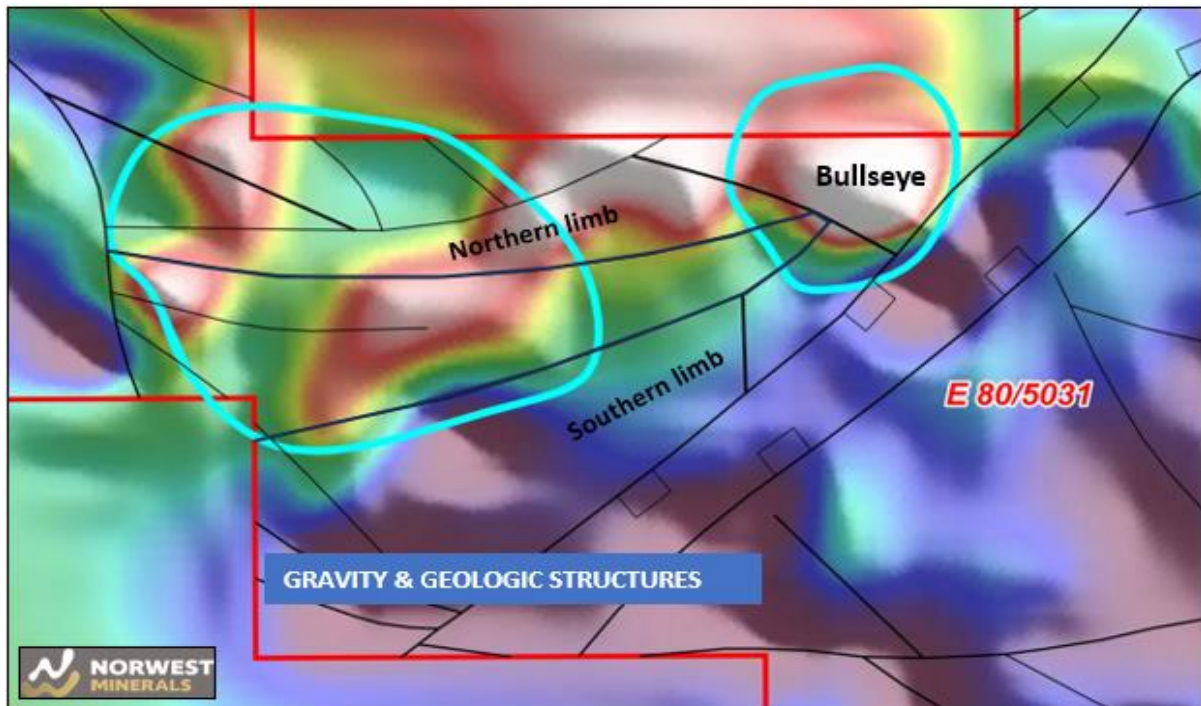 Bullseye
Northern limb
Southern limb
E 80/5031
GRAVITY & GEOLOGIC STRUCTURES
NORWEST
MINERALS